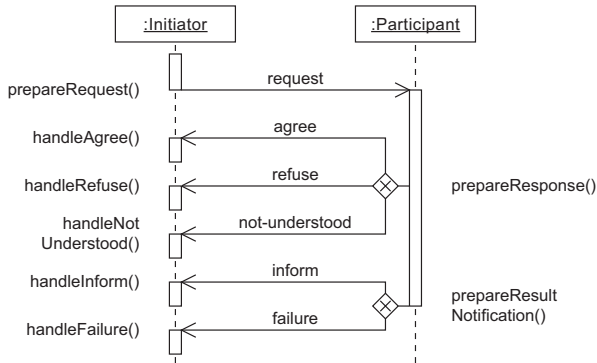 :Initiator
:Participant
prepareRequest()
request
handleAgree()
agree
handleRefuse()
refuse
prepareResponse()
handleNot
Understood()
not-understood
handleInform()
inform
prepareResult
Notification()
handleFailure()
failure